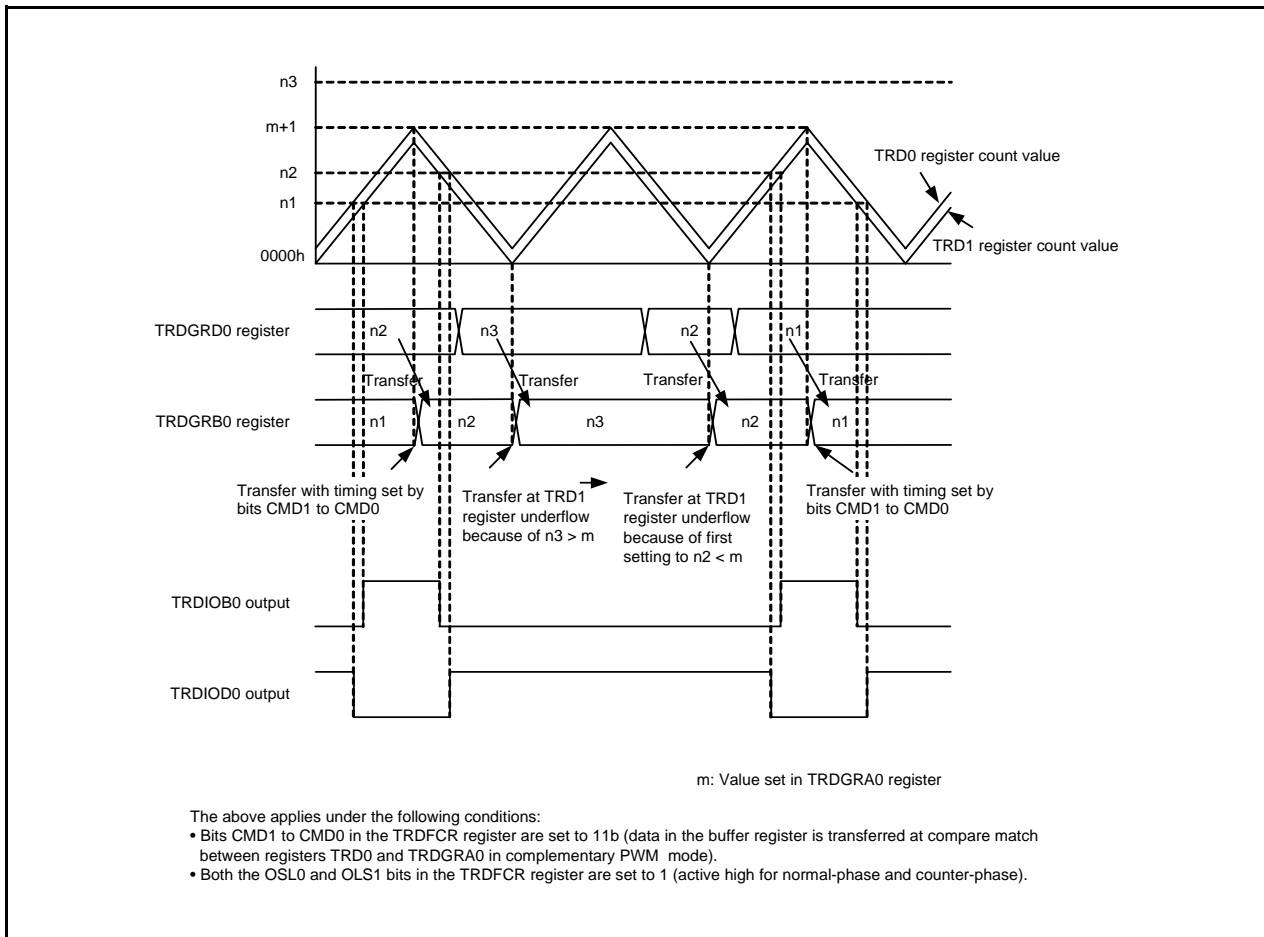 n3
m+1
n2
n1
0000h
TRD0 register count value
TRD1 register count value
TRDGRD0 register
n2
n3
n2
n1
Transfer
Transfer
Transfer
Transfer
TRDGRB0 register
n1
n2
n3
n2
n1
Transfer with timing set by
bits CMD1 to CMD0
Transfer at TRD1
register underflow
because of n3 > m
Transfer at TRD1
register underflow
because of first
setting to n2 < m
Transfer with timing set by
bits CMD1 to CMD0
TRDIOB0 output
TRDIOD0 output
m: Value set in TRDGRA0 register
The above applies under the following conditions:
• Bits CMD1 to CMD0 in the TRDFCR register are set to 11b (data in the buffer register is transferred at compare match
between registers TRD0 and TRDGRA0 in complementary PWM mode).
• Both the OSL0 and OLS1 bits in the TRDFCR register are set to 1 (active high for normal-phase and counter-phase).